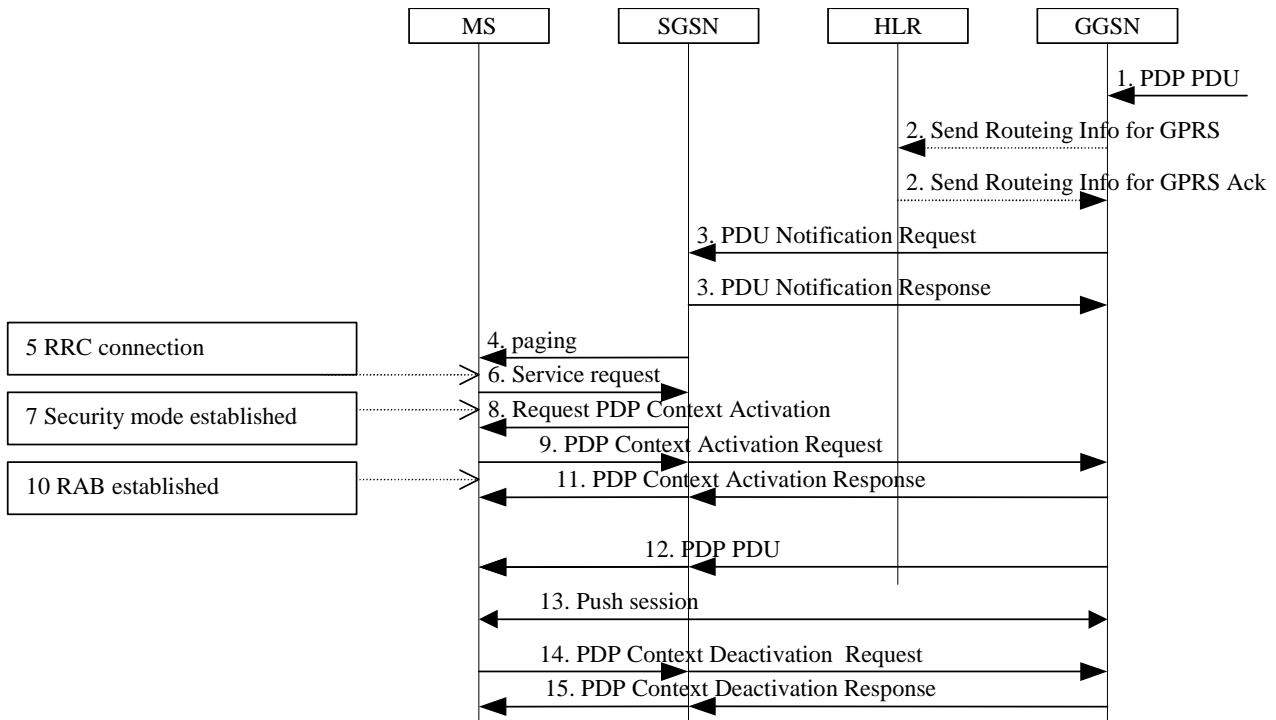 MS
SGSN
HLR
GGSN
1. PDP PDU
2. Send Routeing Info for GPRS
2. Send Routeing Info for GPRS Ack
3. PDU Notification Request
3. PDU Notification Response
4. paging
5 RRC connection
6. Service request
7 Security mode established
8. Request PDP Context Activation
9. PDP Context Activation Request
10 RAB established
11. PDP Context Activation Response
12. PDP PDU
13. Push session
14. PDP Context Deactivation Request
15. PDP Context Deactivation Response